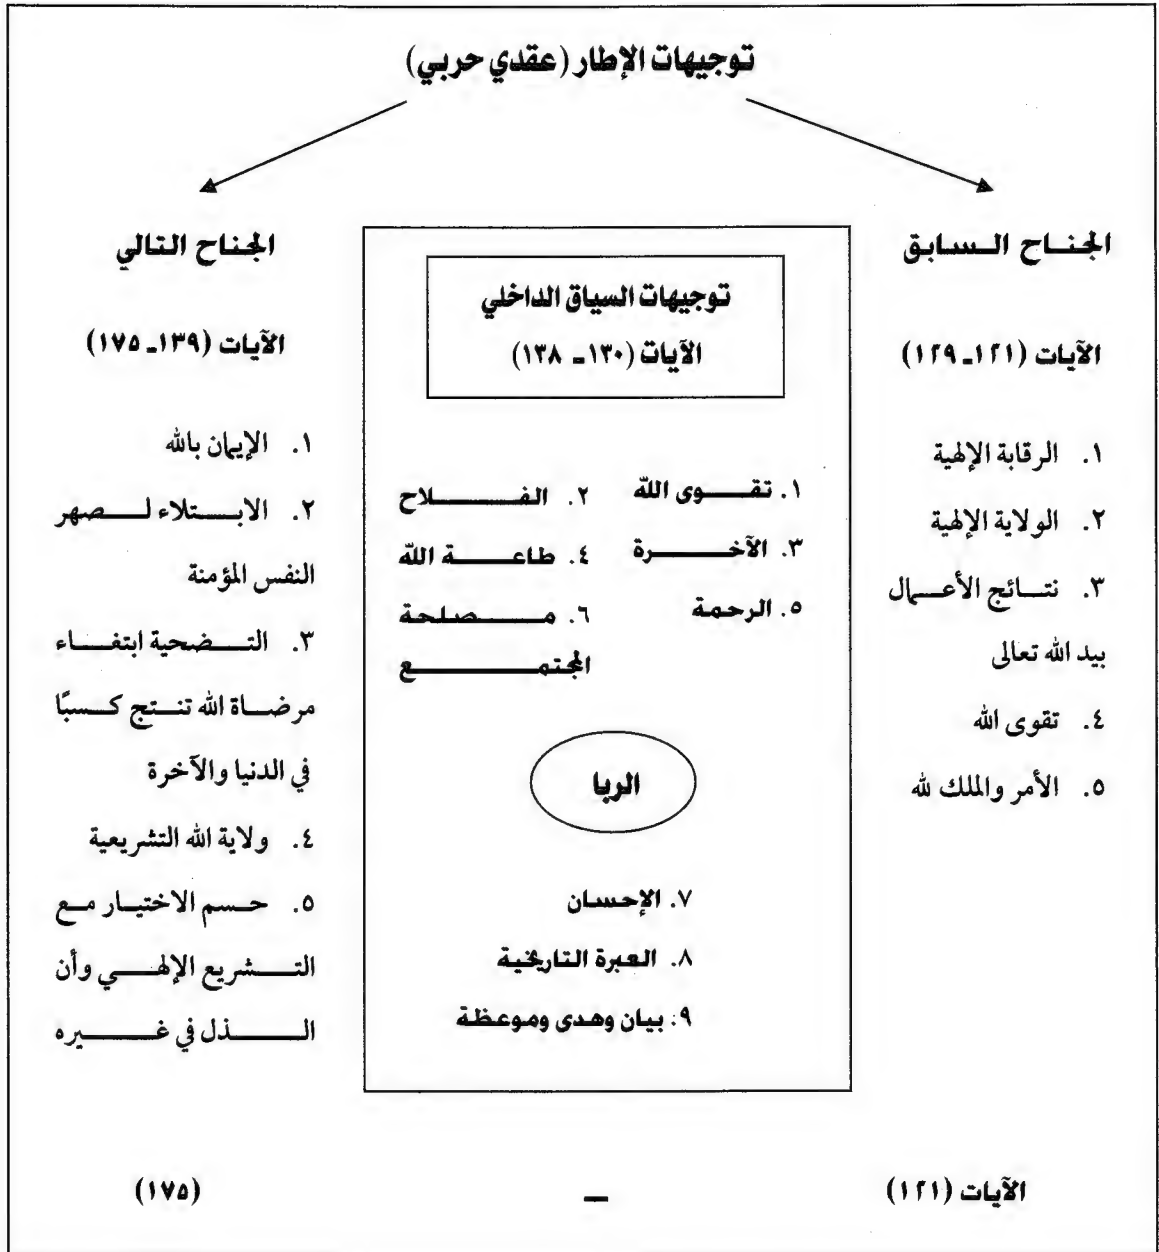 توجيهات الإطار (عقدي حربي)
الجناح السابق
الآيات (١٢١ـ ١٢٩)
١. الرقابة الإلهية
٢. الولاية الإلهية
٣. نتائج الأعمال
بيد الله تعالى
٤. تقوى الله
٥. الأمر والملك لله
توجيهات السياق الداخلي
الآيات (١٣٠ـ ١٣٨)
١. تقوى الله ٢. الفلاح
٣. الآخرة ٤. طاعة الله
٥. الرحمة ٦. مصلحة
المجتمع
الربا
٧. الإحسان
٨. العبرة التاريخية
٩. بيان وهدى وموعظة
الجناح التالي
الآيات (١٣٩ـ ١٧٥)
١. الإيمان بالله
٢. الابتلاء لصهر
النفس المؤمنة
٣. التضحية ابتغاء
مرضاة الله تنتج كسبًا
في الدنيا والآخرة
٤. ولاية الله التشريعية
٥. حسم الاختيار مع
التشريع الإلهي وأن
الذل في غيره
الآيات (١٢١) ـ (١٧٥)